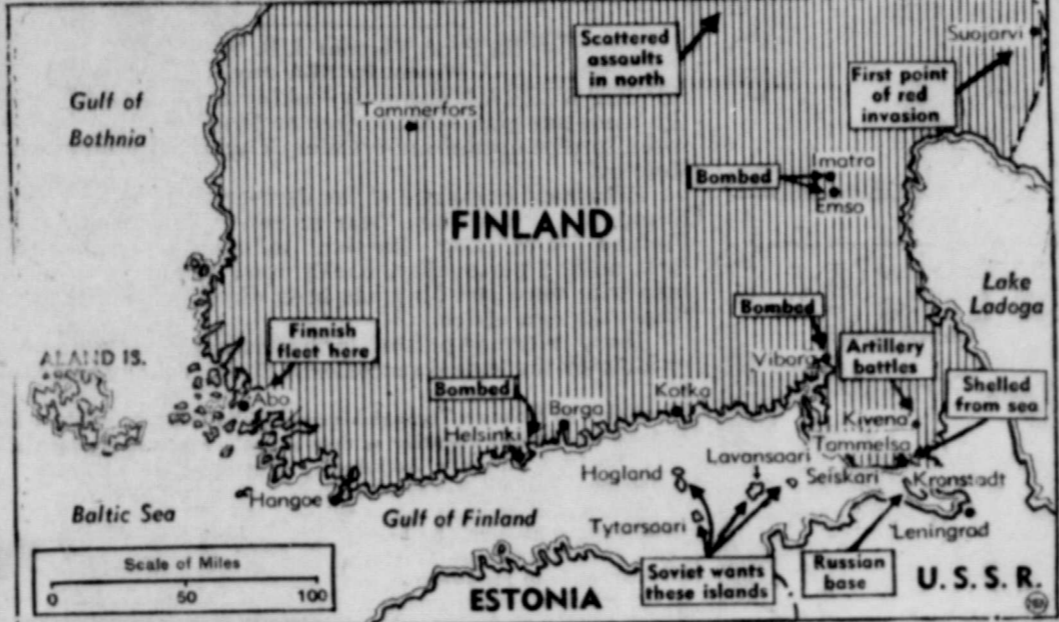 Scattered
assaults
in north
Suojarvi
First point
of red
invasion
Gulf of
Bothnia
Tammerfors
Imatra
Bombed
Emso
FINLAND
Lake
Ladoga
Bombed
Finnish
fleet here
Viborg
Artillery
battles
ALAND IS.
Shelled
from sea
Bombed
Kotka
Abo
Borga
Kivena
Helsinki
Tammelsa
Lavansaari
Hogland
Seiskari
Kronstadt
Hangoe
Baltic Sea
Gulf of Finland
Tytarsaari
Leningrad
Scale of Miles
0 50 100
Soviet wants
these islands
Russian
base
U. S. S. R.
ESTONIA